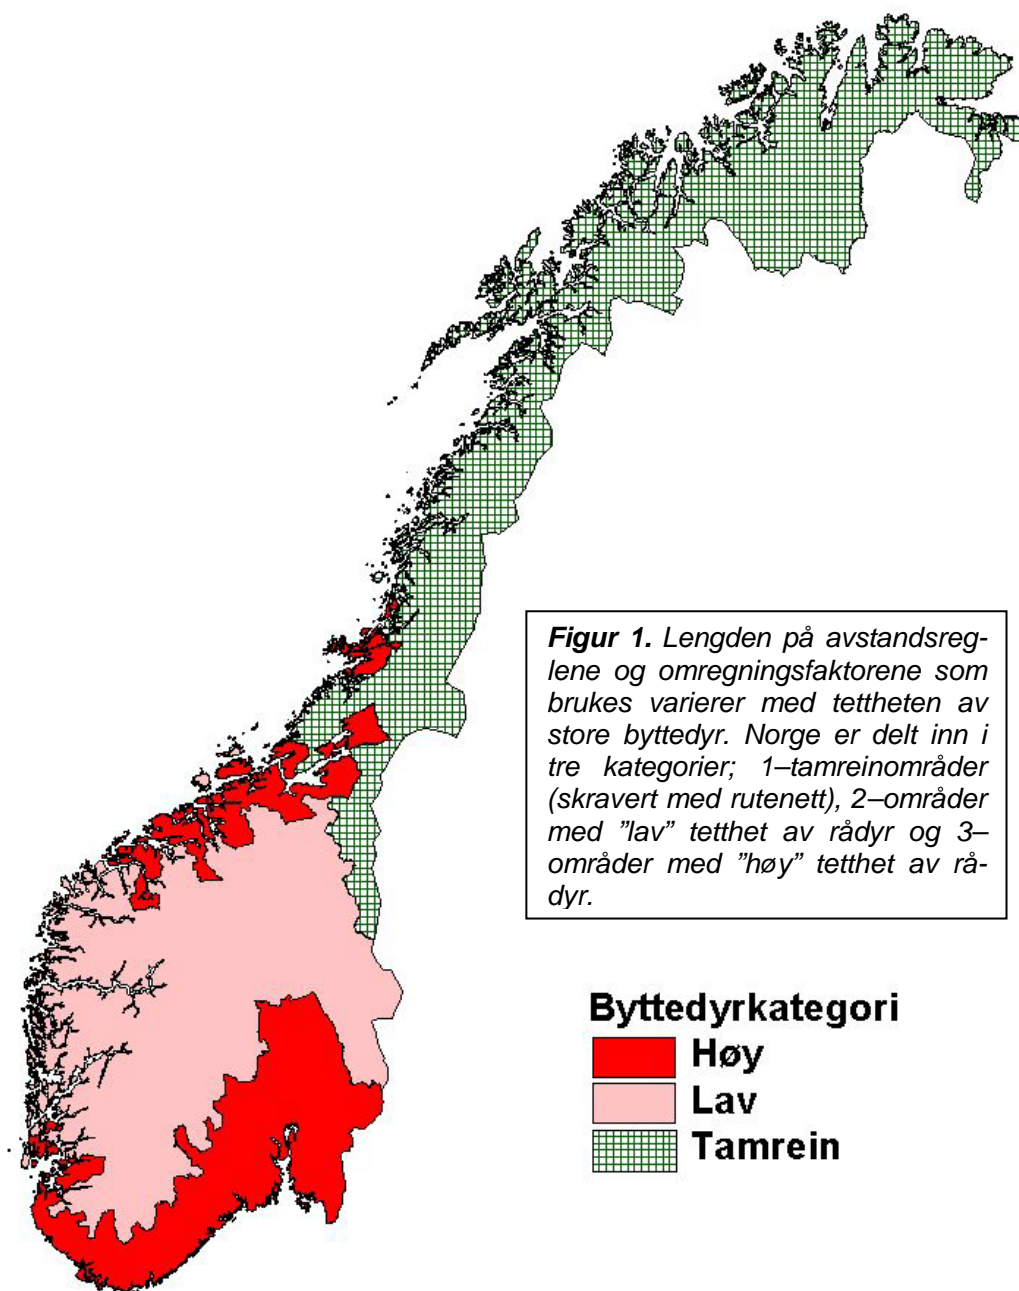 Figur 1. Lengden på avstandsreg-
lene og omregningsfaktorene som
brukes varierer med tettheten av
store byttedyr. Norge er delt inn i
tre kategorier; 1–tamreinområder
(skravert med rutenett), 2–områder
med ”lav” tetthet av rådyr og 3–
områder med ”høy” tetthet av rå-
dyr.
Byttedyrkategori
Høy
Lav
Tamrein